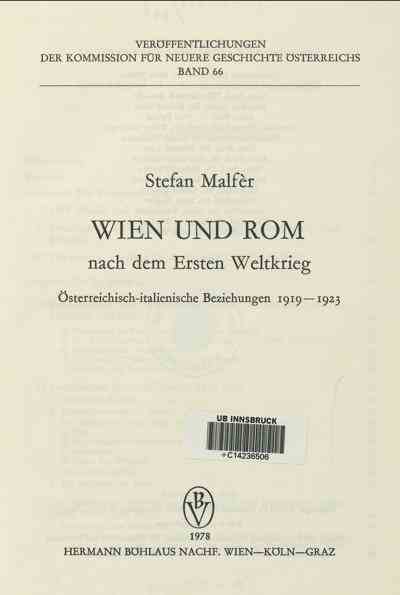 VERÖFFENTLICHUNGEN
DER KOMMISSION FÜR NEUERE GESCHICHTE ÖSTERREICHS
BAND 66
Stefan Malfèr
WIEN UND ROM
nach dem Ersten Weltkrieg
Österreichisch-italienische Beziehungen 1919—1923
UB INNSBRUCK
+C14236506
BV
1978
HERMANN BÖHLAUS NACHF. WIEN—KÖLN—GRAZ